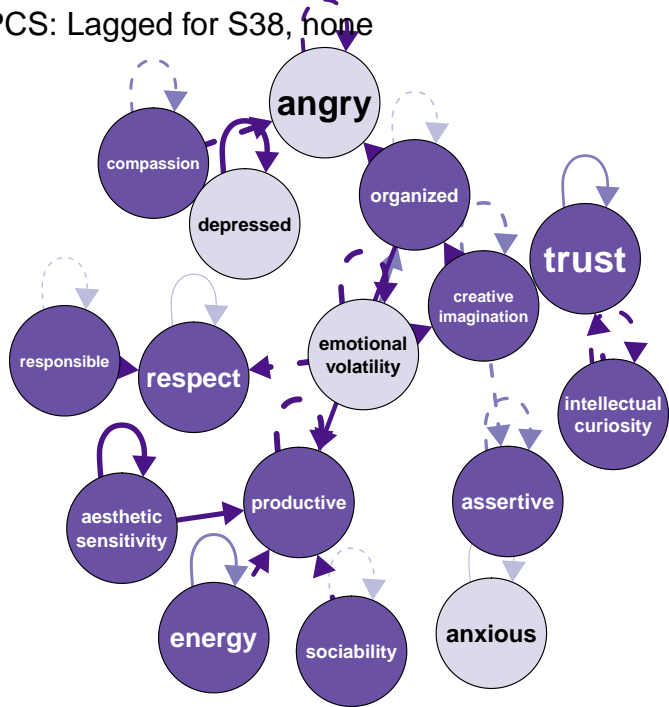 PCS: Lagged for S38, none
angry
compassion
organized
depressed
trust
creative
imagination
emotional
volatility
responsible
respect
intellectual
curiosity
productive
assertive
aesthetic
sensitivity
energy
sociability
anxious